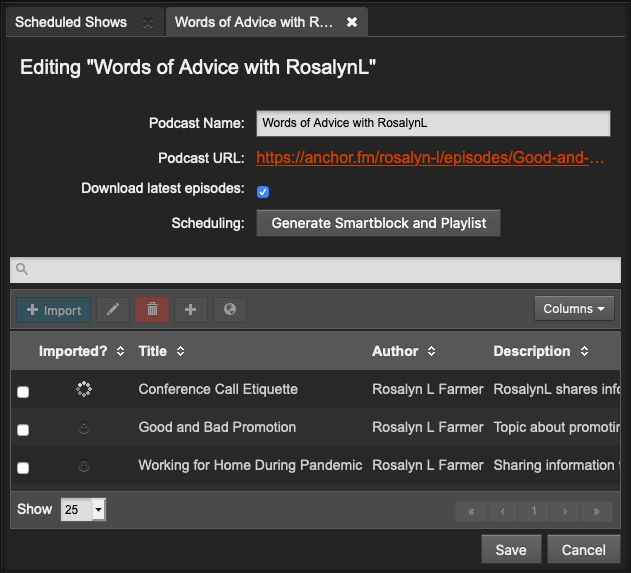 Scheduled Shows
Words of Advice with R...
Editing "Words of Advice with RosalynL"
Podcast Name: Words of Advice with RosalynL
Podcast URL: https://anchor.fm/rosalyn-l/episodes/Good-and-...
Download latest episodes:
Scheduling: Generate Smartblock and Playlist
Import Columns
Imported? Title Author Description
Conference Call Etiquette Rosalyn L Farmer RosalynL shares info
Good and Bad Promotion Rosalyn L Farmer Topic about promotin
Working for Home During Pandemic Rosalyn L Farmer Sharing information
Show 25 « ‹ 1 › »
Save Cancel